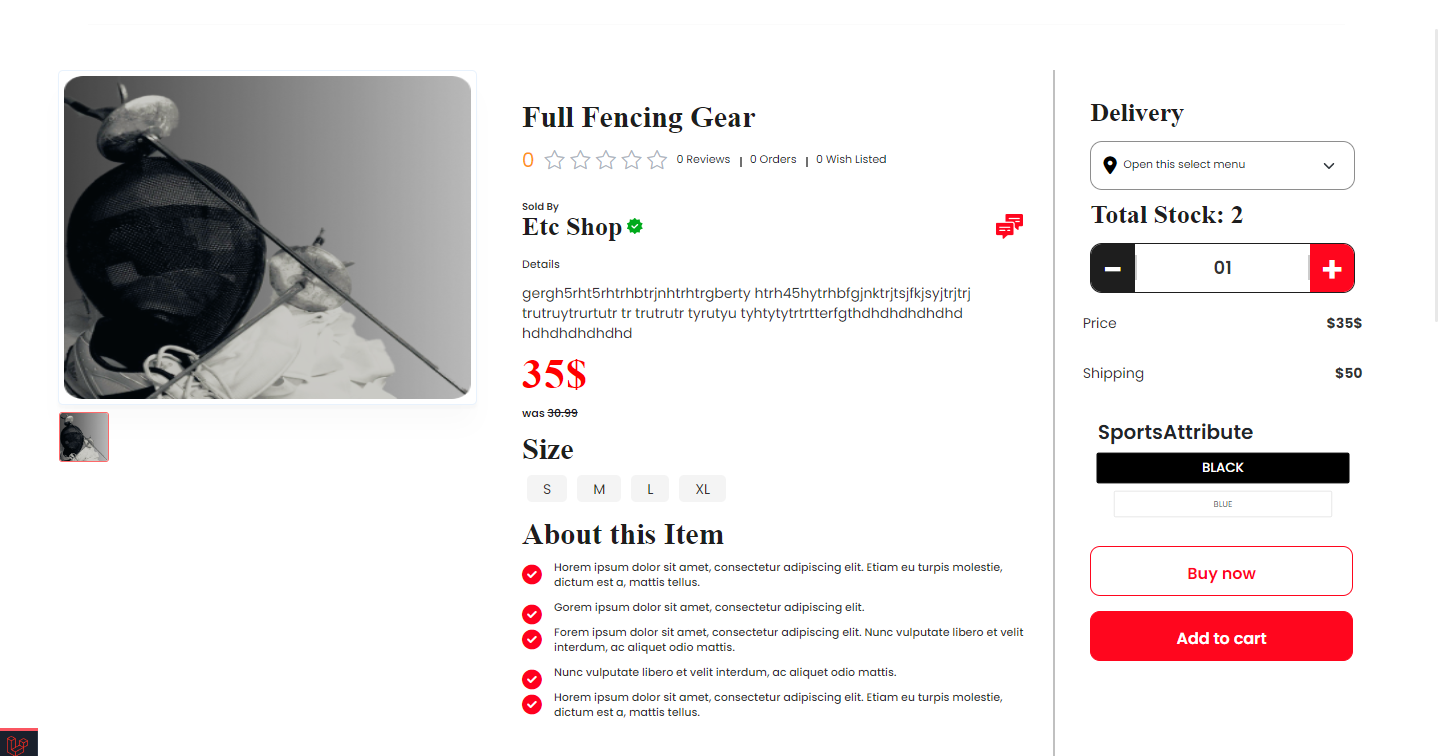 Full Fencing Gear
0 0 Reviews | 0 Orders | 0 Wish Listed
Sold By
Etc Shop
Details
gergh5rht5rhtrhbtrjnhtrhtrgberty htrh45hytrhbfgjnktrjtsjfkjsyjtrjtrj
trutruytrurtutr tr trutrutr tyrutyu tyhtytytrtrtterfgthdhdhdhdhdhd
hdhdhdhdhdhd
35$
was 30.99
Size
S M L XL
About this Item
Horem ipsum dolor sit amet, consectetur adipiscing elit. Etiam eu turpis molestie,
dictum est a, mattis tellus.
Gorem ipsum dolor sit amet, consectetur adipiscing elit.
Forem ipsum dolor sit amet, consectetur adipiscing elit. Nunc vulputate libero et velit
interdum, ac aliquet odio mattis.
Nunc vulputate libero et velit interdum, ac aliquet odio mattis.
Horem ipsum dolor sit amet, consectetur adipiscing elit. Etiam eu turpis molestie,
dictum est a, mattis tellus.
Delivery
Open this select menu
Total Stock: 2
01
Price $35$
Shipping $50
SportsAttribute
BLACK
BLUE
Buy now
Add to cart